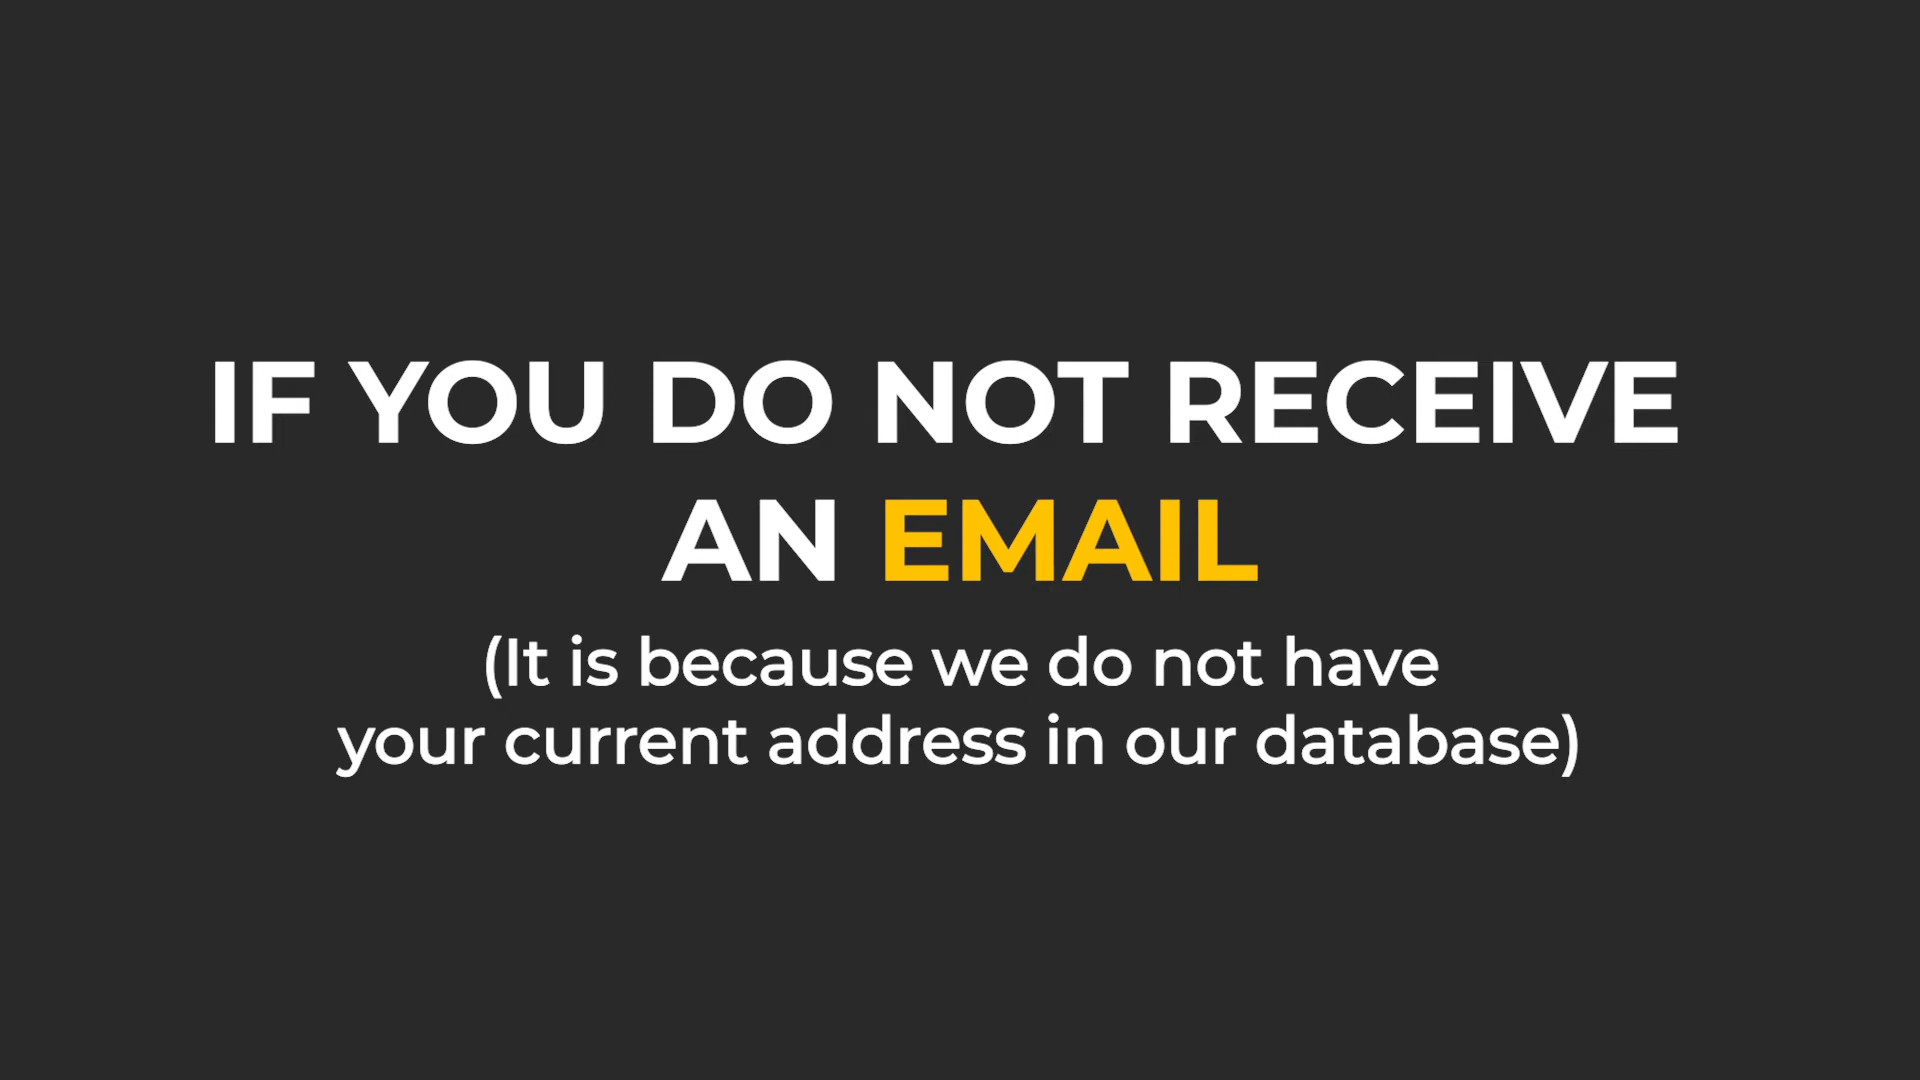 IF YOU DO NOT RECEIVE
AN EMAIL
(It is because we do not have
your current address in our database)